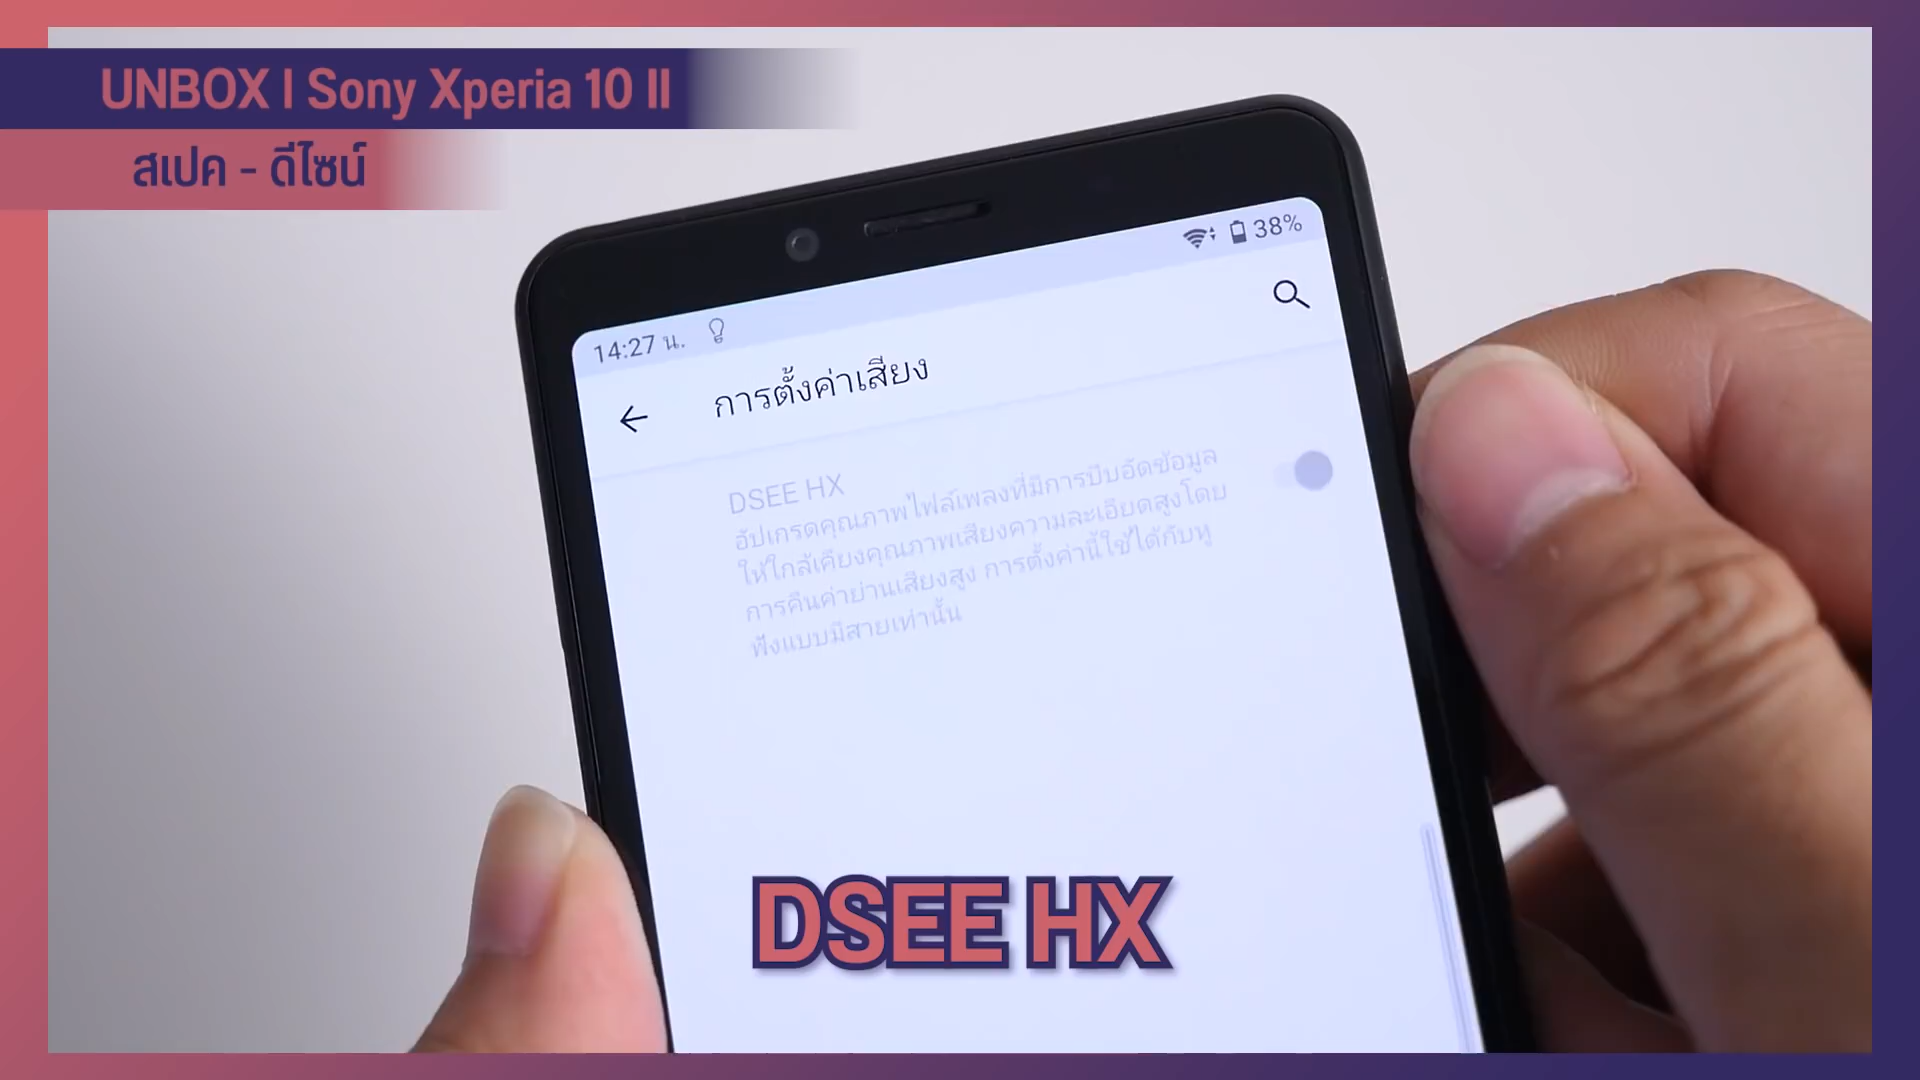 UNBOX | Sony Xperia 10 II
สเปค - ดีไซน์
14:27 น.
38%
การตั้งค่าเสียง
DSEE HX
อัปเกรดคุณภาพไฟล์เพลงที่มีการบีบอัดข้อมูล
ให้ใกล้เคียงคุณภาพเสียงความละเอียดสูงโดย
การคืนค่าย่านเสียงสูง การตั้งค่านี้ใช้ได้กับหู
ฟังแบบมีสายเท่านั้น
DSEE HX